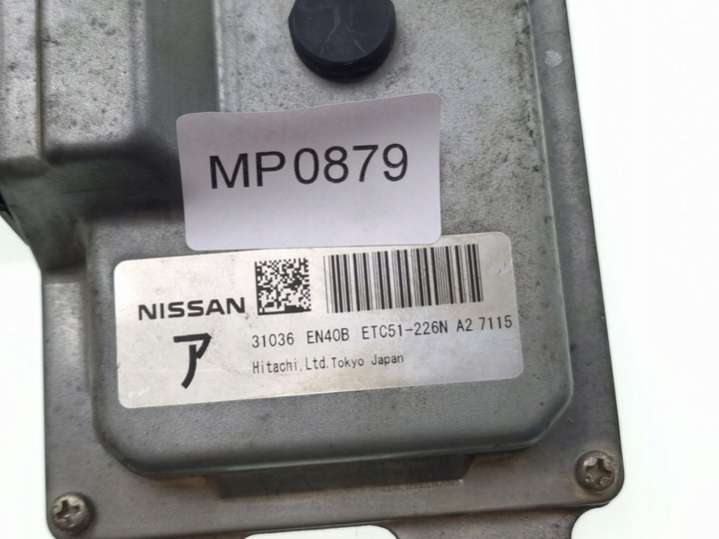 MP0879
NISSAN
ア
31036 EN40B ETC51-226N A2 7115
Hitachi,Ltd.Tokyo Japan